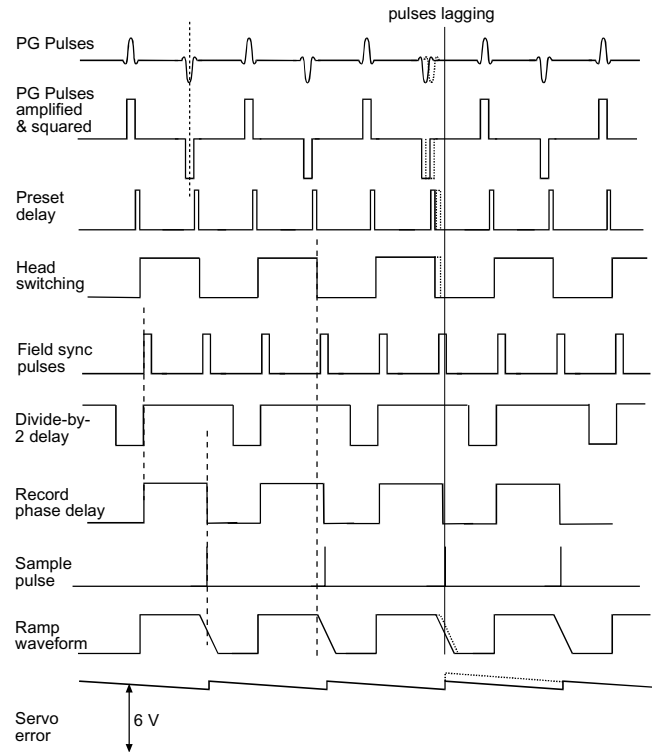 pulses lagging
PG Pulses
PG Pulses
amplified
& squared
Preset
delay
Head
switching
Field sync
pulses
Divide-by-
2 delay
Record
phase delay
Sample
pulse
Ramp
waveform
6 V
Servo
error